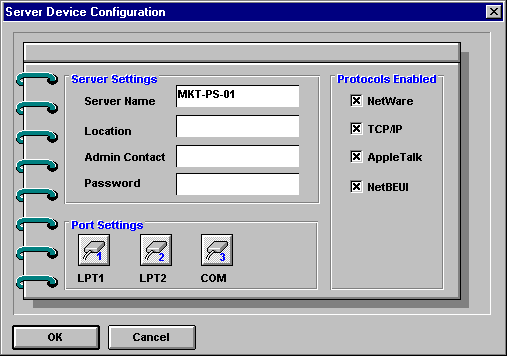 Server Device Configuration
Server Settings
Server Name MKT-PS-01
Location
Admin Contact
Password
Protocols Enabled
NetWare
TCP/IP
AppleTalk
NetBEUI
Port Settings
1 2 3
LPT1 LPT2 COM
OK Cancel